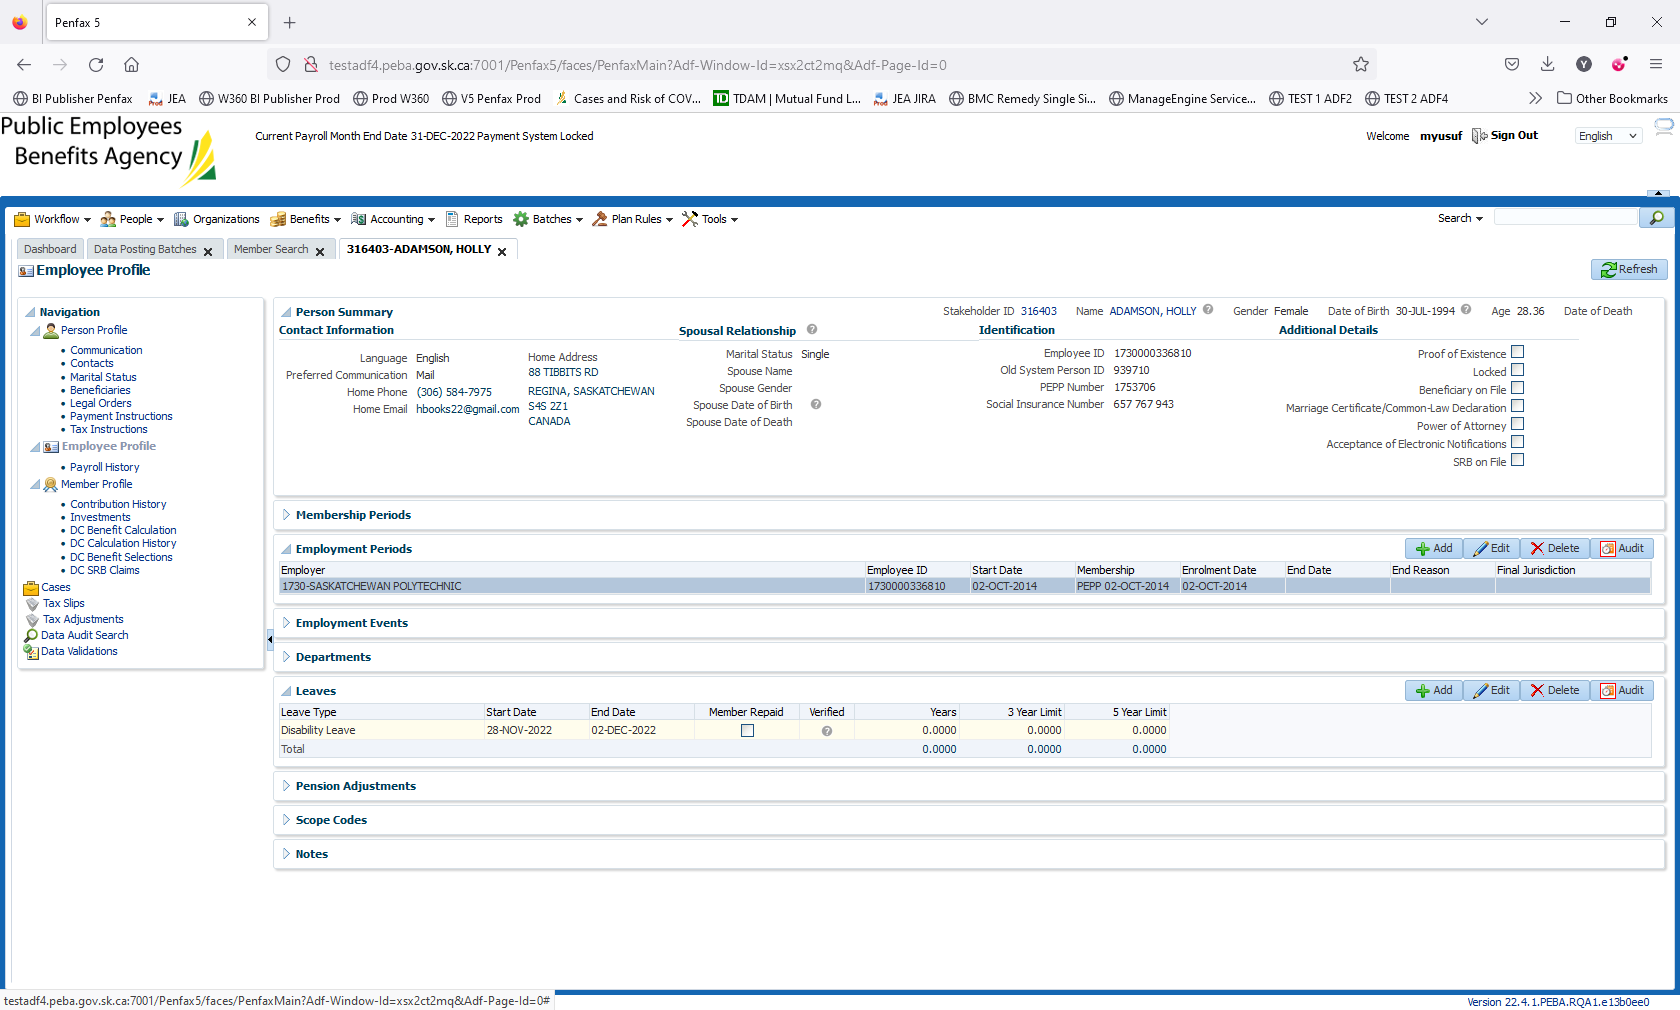 Penfax 5
testadf4.peba.gov.sk.ca:7001/Penfax5/faces/PenfaxMain?Adf-Window-Id=xsx2ct2mq&Adf-Page-Id=0
BI Publisher Penfax JEA W360 BI Publisher Prod Prod W360 V5 Penfax Prod Cases and Risk of COV... TDAM | Mutual Fund L... JEA JIRA BMC Remedy Single Si... ManageEngine Service... TEST 1 ADF2 TEST 2 ADF4 Other Bookmarks
Public Employees
Benefits Agency
Current Payroll Month End Date 31-DEC-2022 Payment System Locked
Welcome myusuf Sign Out English
Workflow People Organizations Benefits Accounting Reports Batches Plan Rules Tools Search
Dashboard Data Posting Batches Member Search 316403-ADAMSON, HOLLY
Employee Profile
Refresh
Navigation
Person Profile
Communication
Contacts
Marital Status
Beneficiaries
Legal Orders
Payment Instructions
Tax Instructions
Employee Profile
Payroll History
Member Profile
Contribution History
Investments
DC Benefit Calculation
DC Calculation History
DC Benefit Selections
DC SRB Claims
Cases
Tax Slips
Tax Adjustments
Data Audit Search
Data Validations
Person Summary
Stakeholder ID 316403 Name ADAMSON, HOLLY Gender Female Date of Birth 30-JUL-1994 Age 28.36 Date of Death
Contact Information
Language English
Preferred Communication Mail
Home Phone (306) 584-7975
Home Email hbooks22@gmail.com
Home Address
88 TIBBITS RD
REGINA, SASKATCHEWAN
S4S 2Z1
CANADA
Spousal Relationship
Marital Status Single
Spouse Name
Spouse Gender
Spouse Date of Birth
Spouse Date of Death
Identification
Employee ID 1730000336810
Old System Person ID 939710
PEPP Number 1753706
Social Insurance Number 657 767 943
Additional Details
Proof of Existence
Locked
Beneficiary on File
Marriage Certificate/Common-Law Declaration
Power of Attorney
Acceptance of Electronic Notifications
SRB on File
Membership Periods
Employment Periods
Add Edit Delete Audit
Employer Employee ID Start Date Membership Enrolment Date End Date End Reason Final Jurisdiction
1730-SASKATCHEWAN POLYTECHNIC 1730000336810 02-OCT-2014 PEPP 02-OCT-2014 02-OCT-2014
Employment Events
Departments
Leaves
Add Edit Delete Audit
Leave Type Start Date End Date Member Repaid Verified Years 3 Year Limit 5 Year Limit
Disability Leave 28-NOV-2022 02-DEC-2022 0.0000 0.0000 0.0000
Total 0.0000 0.0000 0.0000
Pension Adjustments
Scope Codes
Notes
testadf4.peba.gov.sk.ca:7001/Penfax5/faces/PenfaxMain?Adf-Window-Id=xsx2ct2mq&Adf-Page-Id=0#
Version 22.4.1.PEBA.RQA1.e13b0ee0